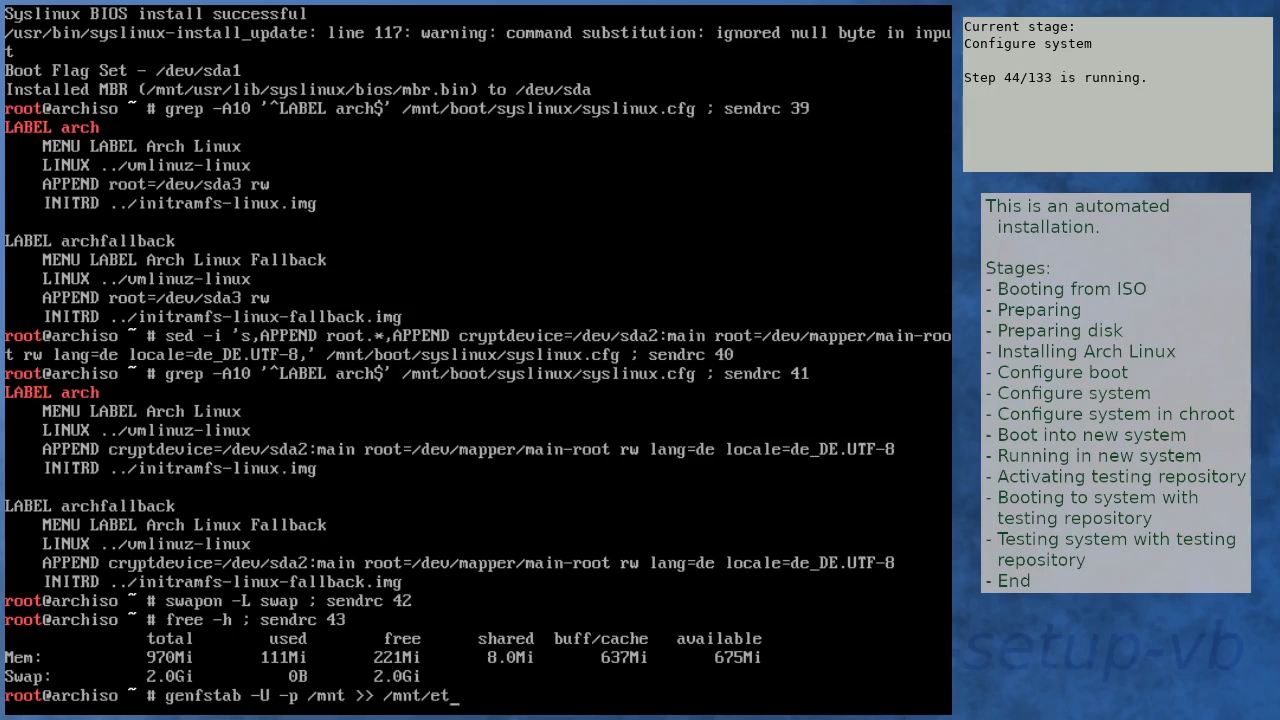 Syslinux BIOS install successful
/usr/bin/syslinux-install_update: line 117: warning: command substitution: ignored null byte in inpu
t
Boot Flag Set - /dev/sda1
Installed MBR (/mnt/usr/lib/syslinux/bios/mbr.bin) to /dev/sda
root@archiso ~ # grep -A10 '^LABEL arch$' /mnt/boot/syslinux/syslinux.cfg ; sendrc 39
LABEL arch
    MENU LABEL Arch Linux
    LINUX ../vmlinuz-linux
    APPEND root=/dev/sda3 rw
    INITRD ../initramfs-linux.img

LABEL archfallback
    MENU LABEL Arch Linux Fallback
    LINUX ../vmlinuz-linux
    APPEND root=/dev/sda3 rw
    INITRD ../initramfs-linux-fallback.img
root@archiso ~ # sed -i 's,APPEND root.*,APPEND cryptdevice=/dev/sda2:main root=/dev/mapper/main-roo
t rw lang=de locale=de_DE.UTF-8,' /mnt/boot/syslinux/syslinux.cfg ; sendrc 40
root@archiso ~ # grep -A10 '^LABEL arch$' /mnt/boot/syslinux/syslinux.cfg ; sendrc 41
LABEL arch
    MENU LABEL Arch Linux
    LINUX ../vmlinuz-linux
    APPEND cryptdevice=/dev/sda2:main root=/dev/mapper/main-root rw lang=de locale=de_DE.UTF-8
    INITRD ../initramfs-linux.img

LABEL archfallback
    MENU LABEL Arch Linux Fallback
    LINUX ../vmlinuz-linux
    APPEND cryptdevice=/dev/sda2:main root=/dev/mapper/main-root rw lang=de locale=de_DE.UTF-8
    INITRD ../initramfs-linux-fallback.img
root@archiso ~ # swapon -L swap ; sendrc 42
root@archiso ~ # free -h ; sendrc 43
               total        used        free      shared  buff/cache   available
Mem:           970Mi       111Mi       221Mi       8.0Mi       637Mi       675Mi
Swap:          2.0Gi          0B       2.0Gi
root@archiso ~ # genfstab -U -p /mnt >> /mnt/et_
Current stage:
Configure system

Step 44/133 is running.
This is an automated
installation.

Stages:
- Booting from ISO
- Preparing
- Preparing disk
- Installing Arch Linux
- Configure boot
- Configure system
- Configure system in chroot
- Boot into new system
- Running in new system
- Activating testing repository
- Booting to system with
testing repository
- Testing system with testing
repository
- End
-setup-vb